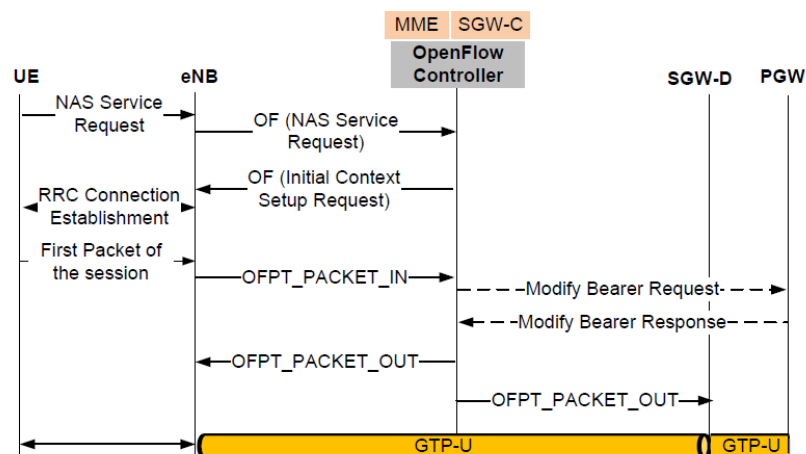 MME SGW-C
OpenFlow
Controller
UE eNB SGW-D PGW
NAS Service
Request
OF (NAS Service
Request)
OF (Initial Context
Setup Request)
RRC Connection
Establishment
First Packet of
the session
OFPT_PACKET_IN
Modify Bearer Request
Modify Bearer Response
OFPT_PACKET_OUT
OFPT_PACKET_OUT
GTP-U GTP-U